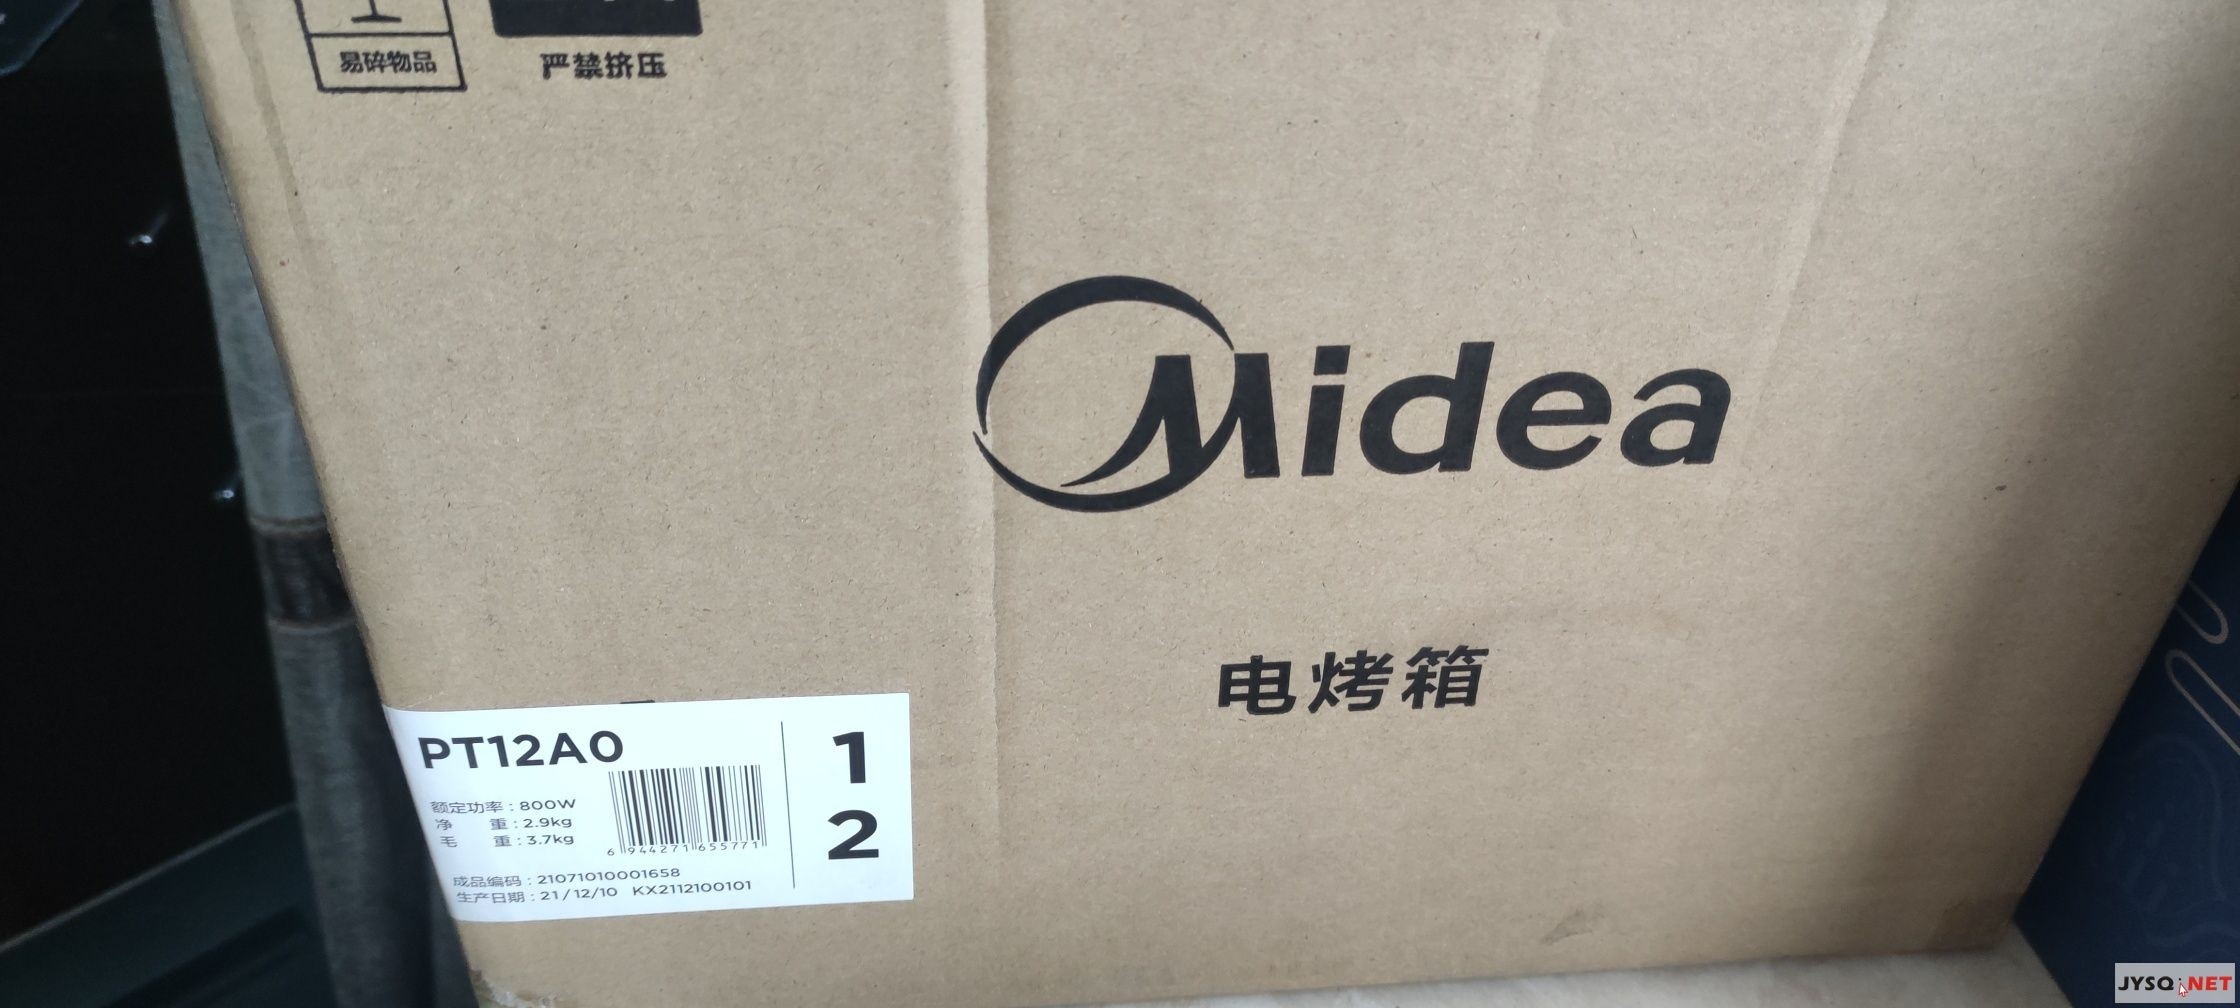 易碎物品
严禁挤压
Midea
电烤箱
PT12A0
额定功率：800W
净 重：2.9kg
毛 重：3.7kg
6 944271 655771
成品编码：21071010001658
生产日期：21/12/10 KX2112100101
1
2
JYSQ.NET